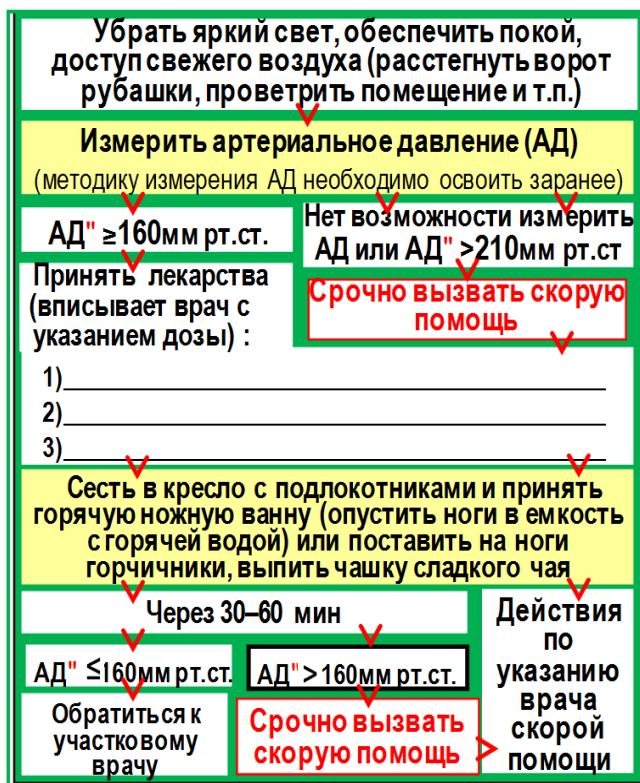 Убрать яркий свет, обеспечить покой,
доступ свежего воздуха (расстегнуть ворот
рубашки, проветрить помещение и т.п.)
Измерить артериальное давление (АД)
(методику измерения АД необходимо освоить заранее)
АД" ≥160мм рт.ст.
Нет возможности измерить
АД или АД" >210мм рт.ст
Принять лекарства
(вписывает врач с
указанием дозы) :
Срочно вызвать скорую
помощь
1)
2)
3)
Сесть в кресло с подлокотниками и принять
горячую ножную ванну (опустить ноги в емкость
с горячей водой) или поставить на ноги
горчичники, выпить чашку сладкого чая
Через 30–60 мин
АД" ≤160мм рт.ст.
АД" > 160мм рт.ст.
Обратиться к
участковому
врачу
Срочно вызвать
скорую помощь
Действия
по
указанию
врача
скорой
помощи